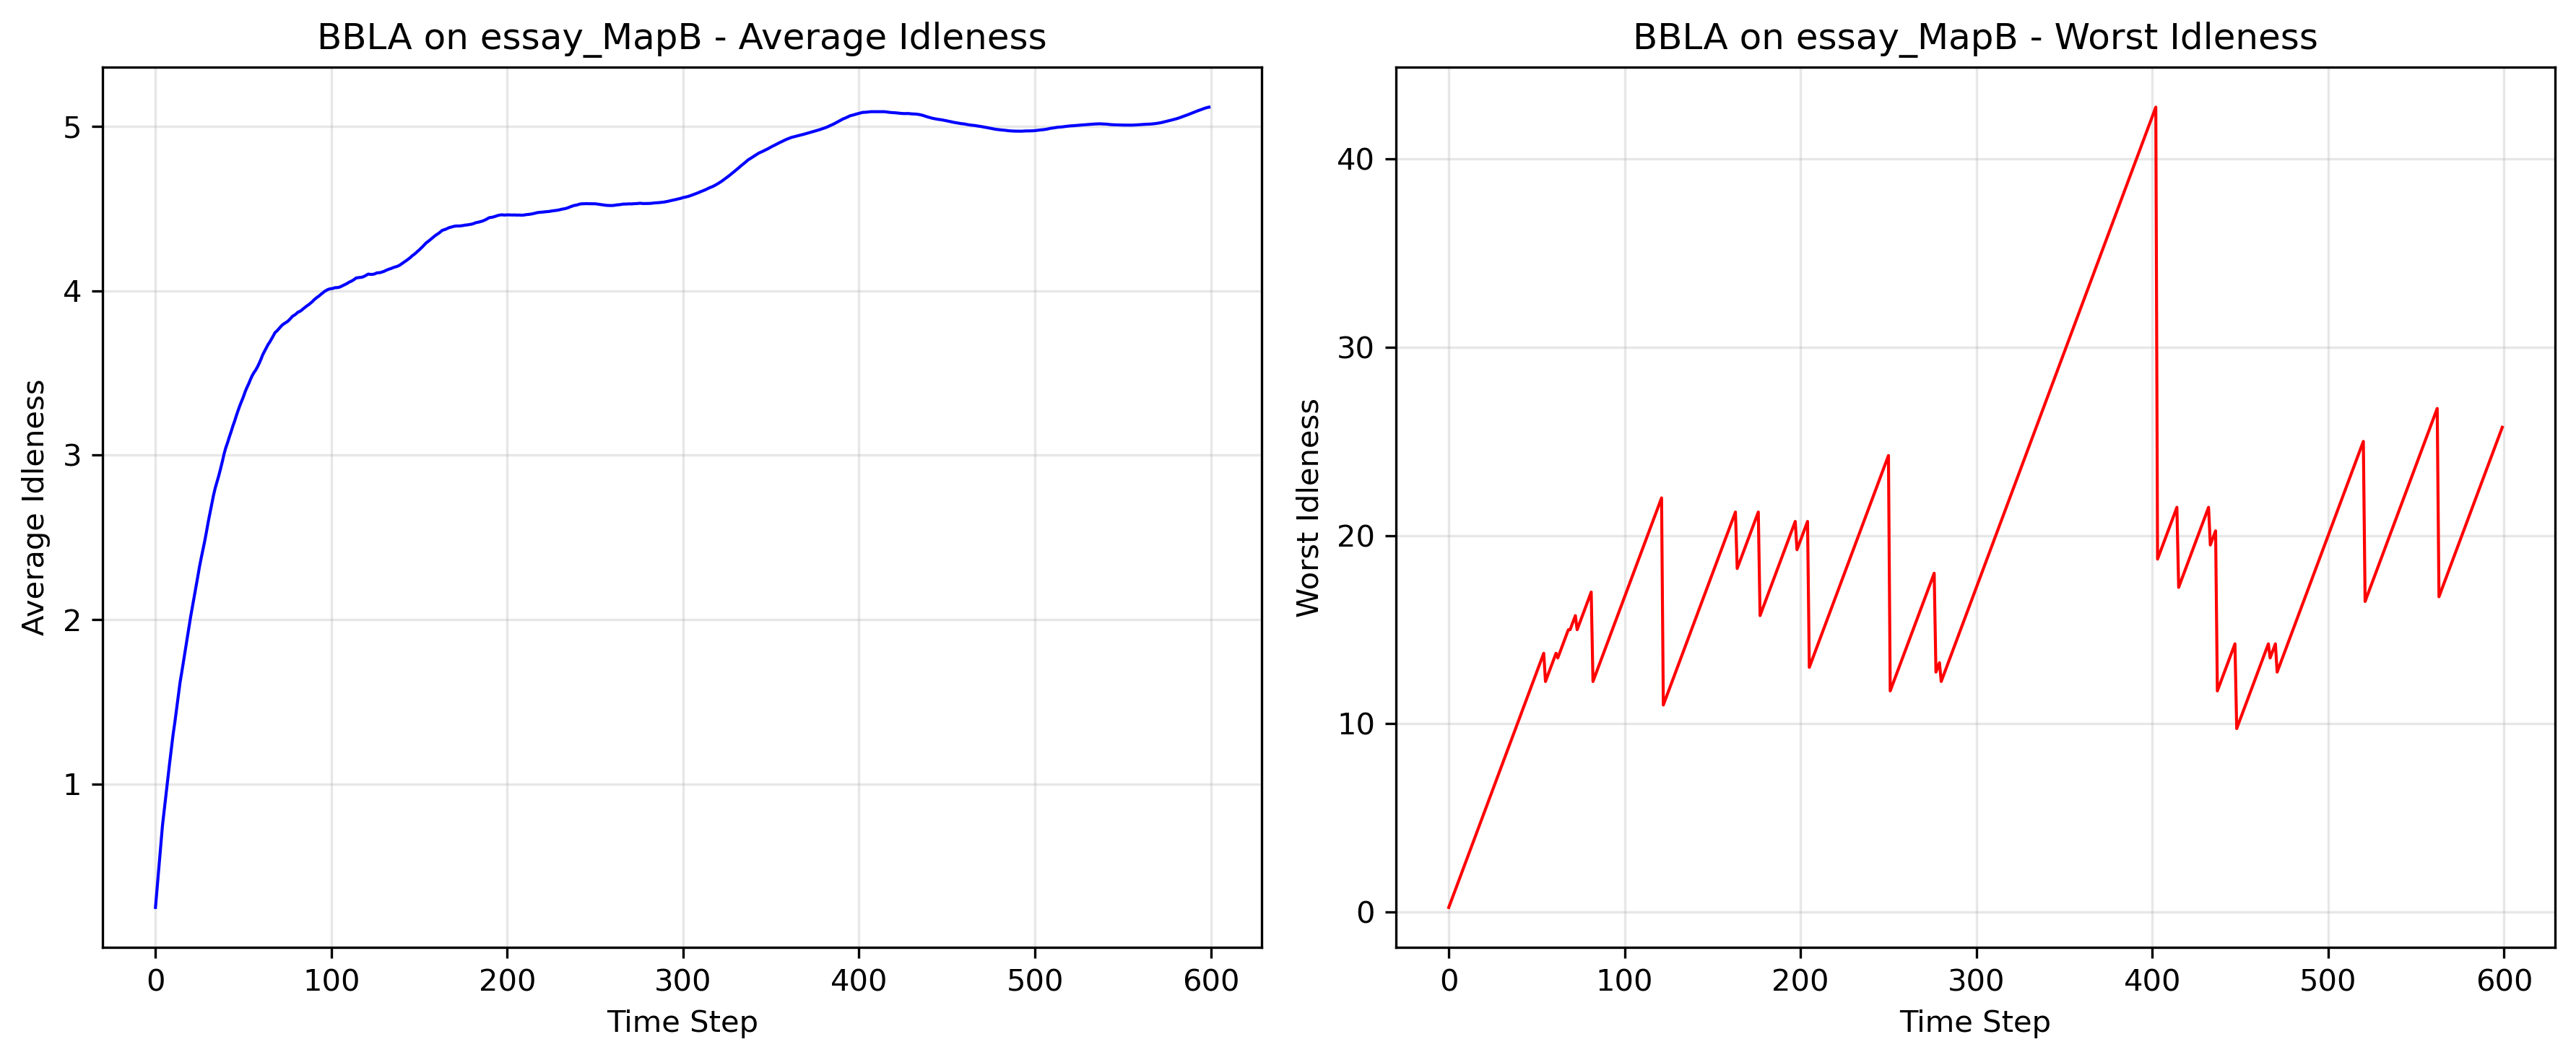 BBLA on essay_MapB - Average Idleness
Average Idleness
5
4
3
2
1
0 100 200 300 400 500 600
Time Step
BBLA on essay_MapB - Worst Idleness
Worst Idleness
40
30
20
10
0
0 100 200 300 400 500 600
Time Step